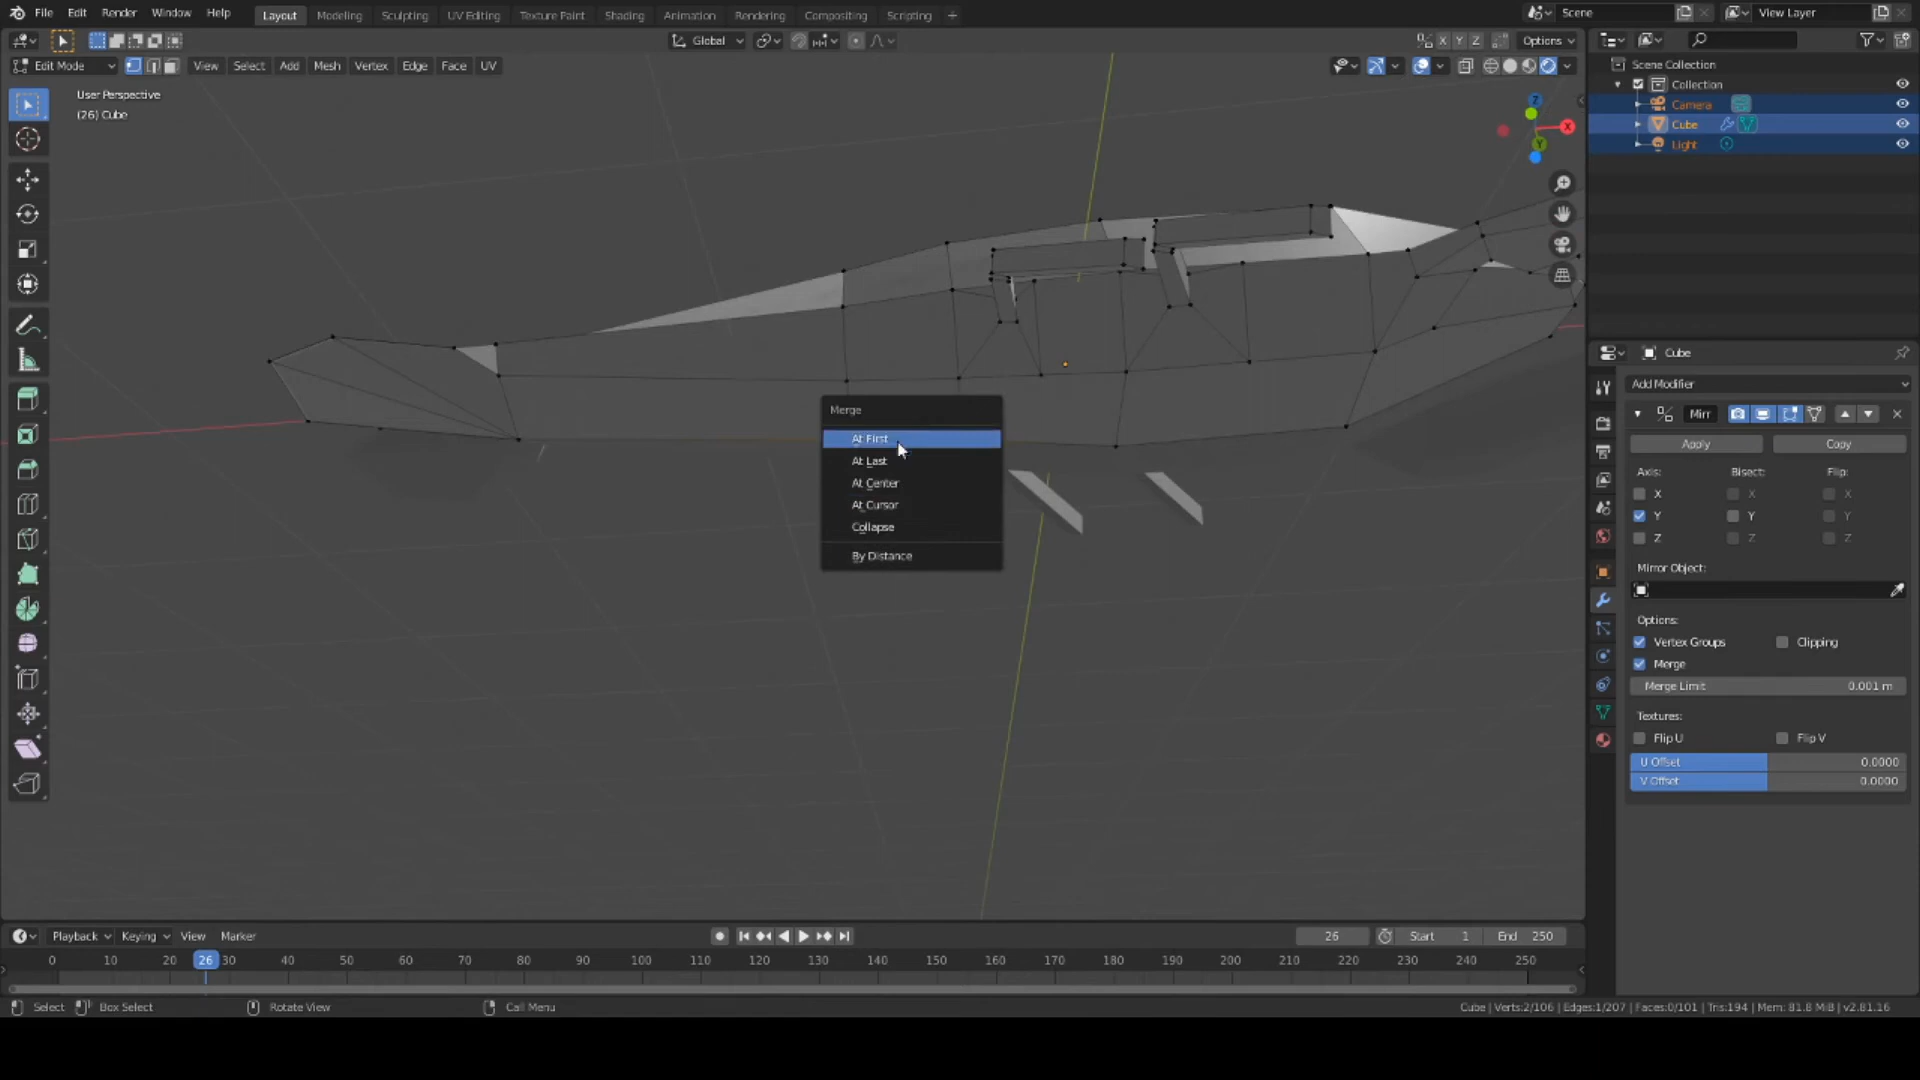 File Edit Render Window Help Layout Modeling Sculpting UV Editing Texture Paint Shading Animation Rendering Compositing Scripting + Scene View Layer
Global X Y Z Options
Edit Mode View Select Add Mesh Vertex Edge Face UV
User Perspective
(26) Cube
Scene Collection
Collection
Camera
Cube
Light
Z
X
Y
Cube
Add Modifier
Mirr
Apply Copy
Axis: Bisect: Flip:
X X X
Y Y Y
Z Z Z
Mirror Object:
Options:
Vertex Groups Clipping
Merge
Merge Limit 0.001 m
Textures:
Flip U Flip V
U Offset 0.0000
V Offset 0.0000
Merge
At First
At Last
At Center
At Cursor
Collapse
By Distance
Playback Keying View Marker 26 Start 1 End 250
0 10 20 26 30 40 50 60 70 80 90 100 110 120 130 140 150 160 170 180 190 200 210 220 230 240 250
Select Box Select Rotate View Call Menu Cube | Verts:2/106 | Edges:1/207 | Faces:0/101 | Tris:194 | Mem: 81.8 MiB | v2.81.16